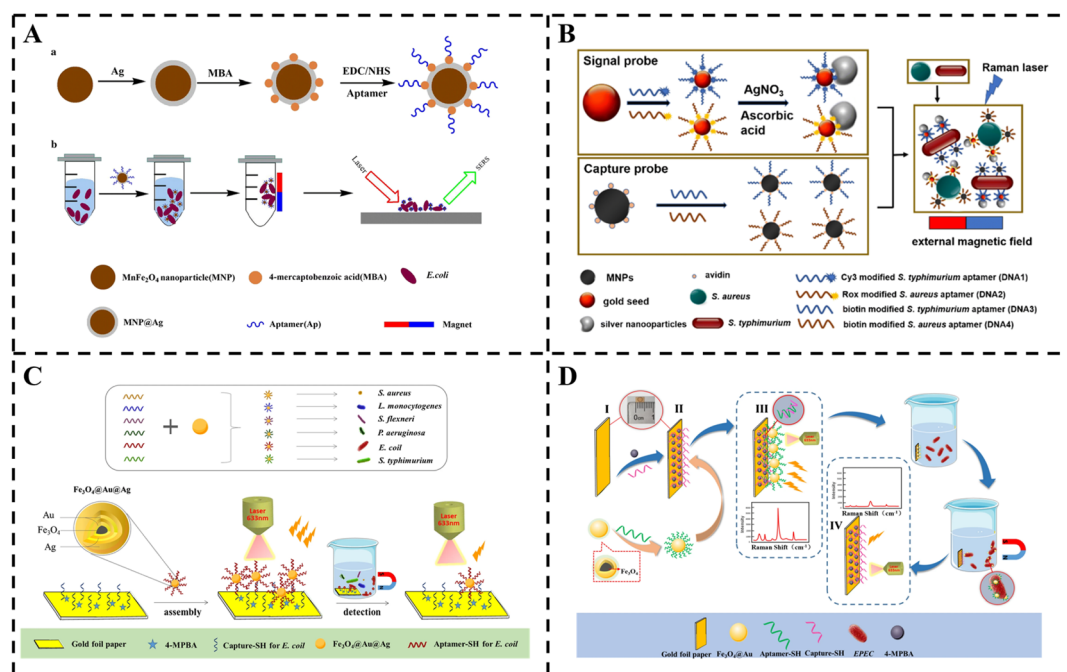 A
a
Ag
MBA
EDC/NHS
Aptamer
b
Laser
SERS
MnFe2O4 nanoparticle(MNP)
4-mercaptobenzoic acid(MBA)
E.coli
MNP@Ag
Aptamer(Ap)
Magnet
B
Signal probe
AgNO3
Ascorbic
acid
Raman laser
Capture probe
external magnetic field
MNPs
avidin
Cy3 modified S. typhimurium aptamer (DNA1)
gold seed
S. aureus
Rox modified S. aureus aptamer (DNA2)
biotin modified S. typhimurium aptamer (DNA3)
silver nanooparticles
S. typhimurium
biotin modified S. aureus aptamer (DNA4)
C
S. aureus
L. monocytogenes
S. flexneri
P. aeruginosa
E. coil
S. typhimurium
Fe3O4@Au@Ag
Au
Fe3O4
Ag
Laser
633nm
Laser
633nm
assembly
detection
Gold foil paper
4-MPBA
Capture-SH for E. coil
Fe3O4@Au@Ag
Aptamer-SH for E. coil
D
I
II
III
0cm 1
Fe3O4
Intensity
Raman Shift (cm-1)
IV
Intensity
Raman Shift (cm-1)
Gold foil paper
Fe3O4@Au
Aptamer-SH
Capture-SH
EPEC
4-MPBA